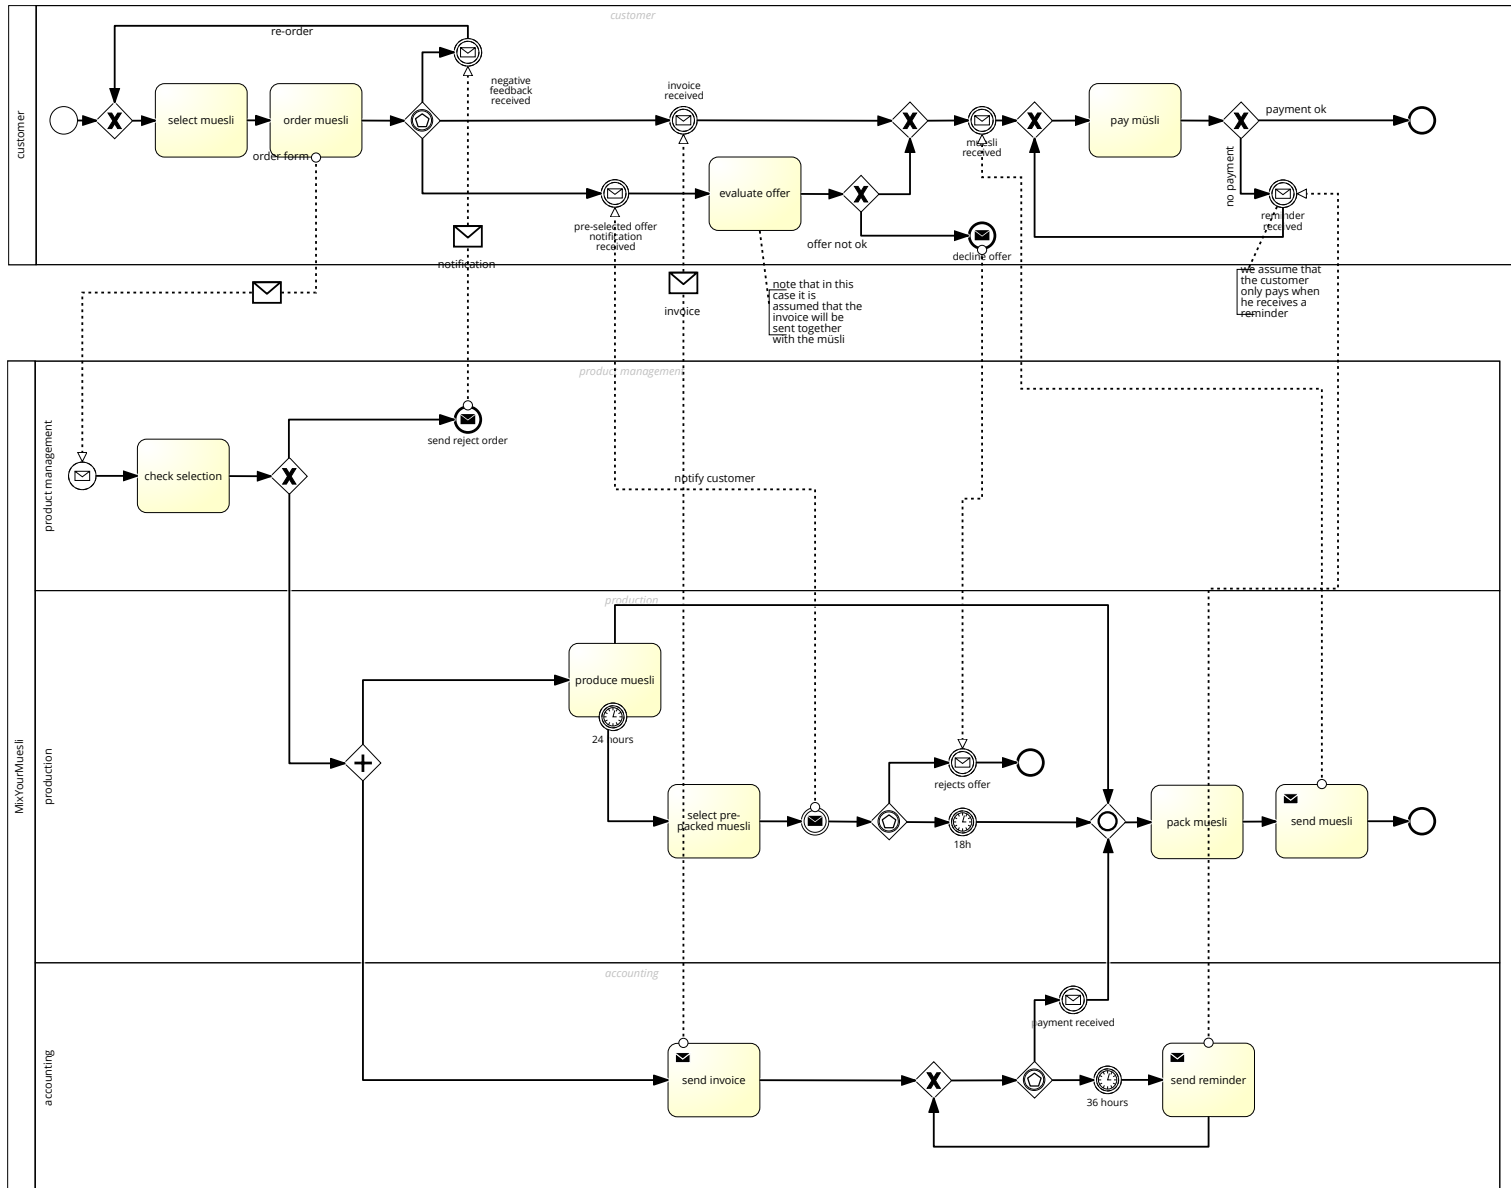 customer
customer
re-order
select muesli
order muesli
order form
negative
feedback
received
notification
invoice
received
invoice
pre-selected offer
notification
received
evaluate offer
offer not ok
decline offer
note that in this
case it is
assumed that the
invoice will be
sent together
with the müsli
muesli
received
pay müsli
payment ok
no payment
reminder
received
we assume that
the customer
only pays when
he receives a
reminder
MixYourMuesli
product management
product management
check selection
send reject order
notify customer
production
production
produce muesli
24 hours
select pre-
packed muesli
rejects offer
18h
pack muesli
send muesli
accounting
accounting
send invoice
payment received
36 hours
send reminder